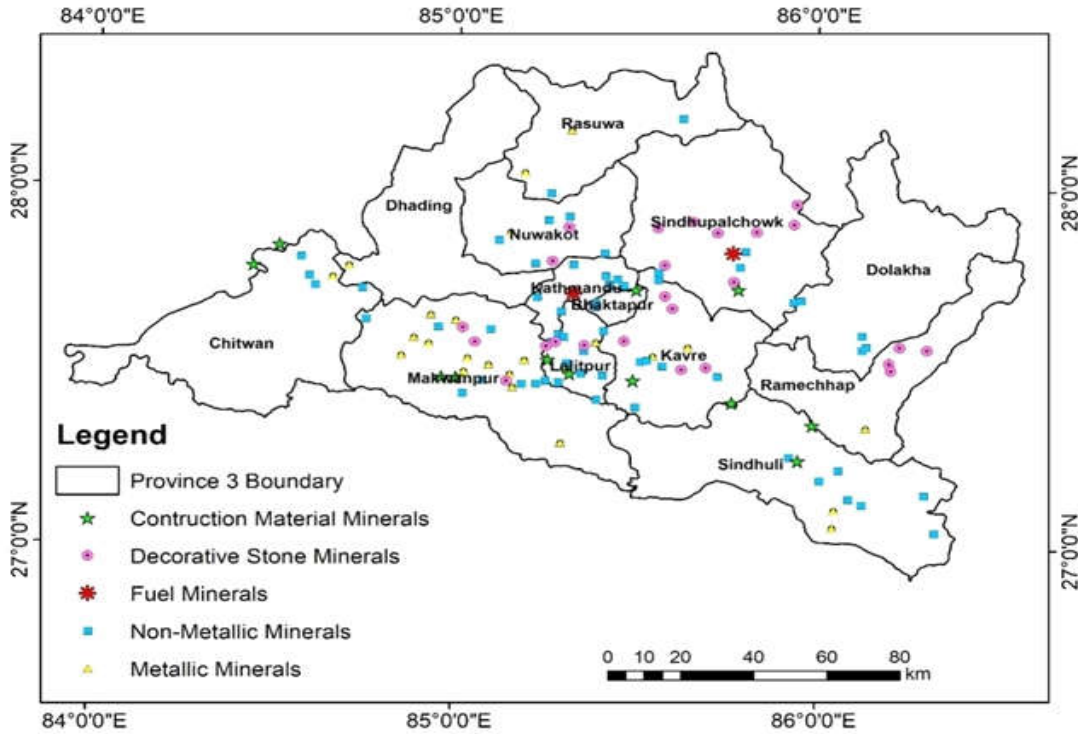 84°0'0"E
85°0'0"E
86°0'0"E
28°0'0"N
28°0'0"N
Rasuwa
Dhading
Nuwakot
Sindhupalchowk
Dolakha
Kathmandu
Bhaktapur
Chitwan
Lalitpur
Kavre
Makwanpur
Ramechhap
Sindhuli
27°0'0"N
27°0'0"N
Legend
Province 3 Boundary
Contruction Material Minerals
Decorative Stone Minerals
Fuel Minerals
Non-Metallic Minerals
Metallic Minerals
0 10 20 40 60 80
km
84°0'0"E
85°0'0"E
86°0'0"E